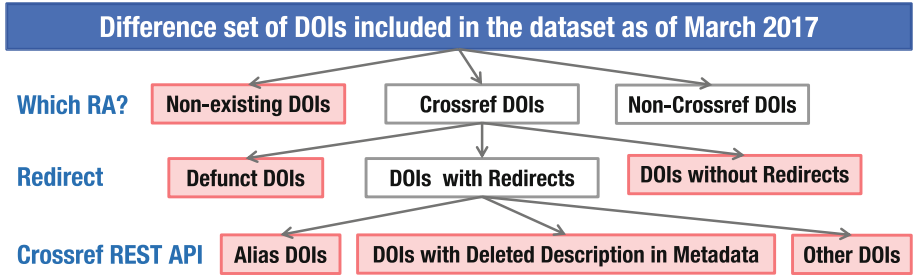 Difference set of DOIs included in the dataset as of March 2017
Which RA? Non-existing DOIs Crossref DOIs Non-Crossref DOIs
Redirect Defunct DOIs DOIs with Redirects DOIs without Redirects
Crossref REST API Alias DOIs DOIs with Deleted Description in Metadata Other DOIs